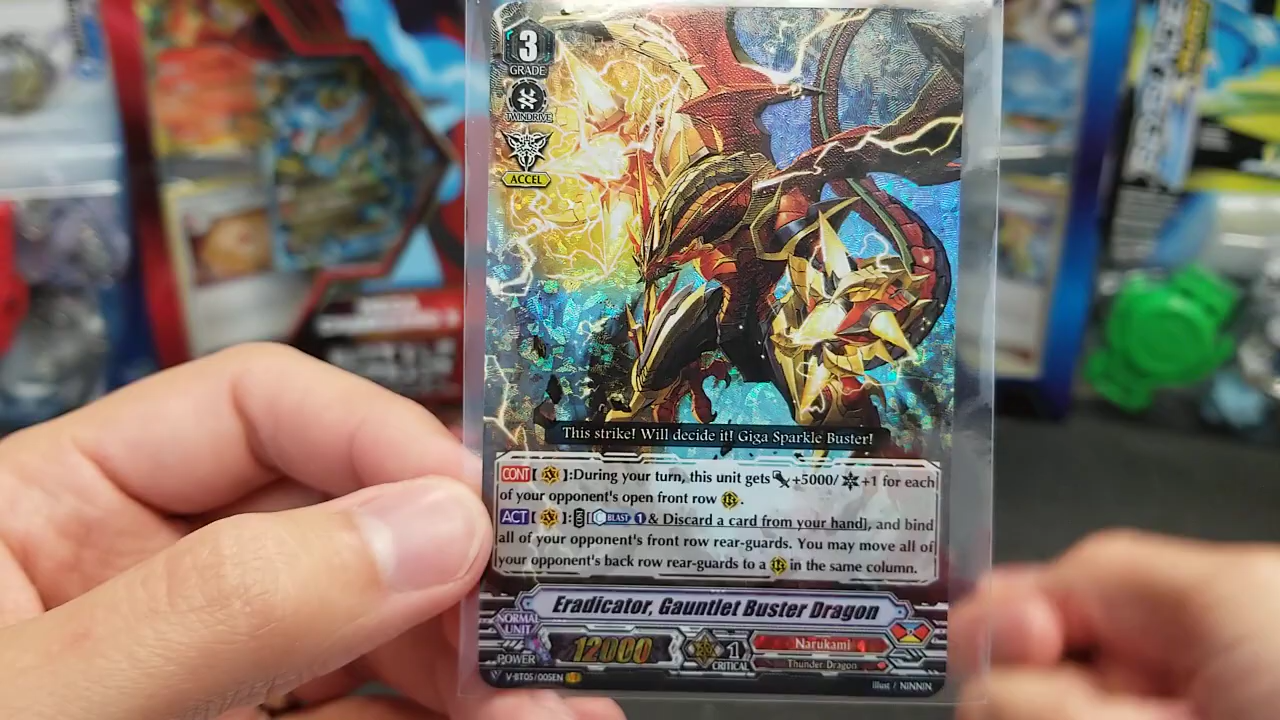 3
GRADE
TWINDRIVE
ACCEL
This strike! Will decide it! Giga Sparkle Buster!
CONT[ ]:During your turn, this unit gets +5000/ +1 for each
of your opponent's open front row .
ACT[ ]:[BLAST 1 & Discard a card from your hand], and bind
all of your opponent's front row rear-guards. You may move all of
your opponent's back row rear-guards to a in the same column.
Eradicator, Gauntlet Buster Dragon
NORMAL
UNIT
POWER
12000
1
CRITICAL
Narukami
Thunder Dragon
V-BT05/005EN
illust / NINNIN